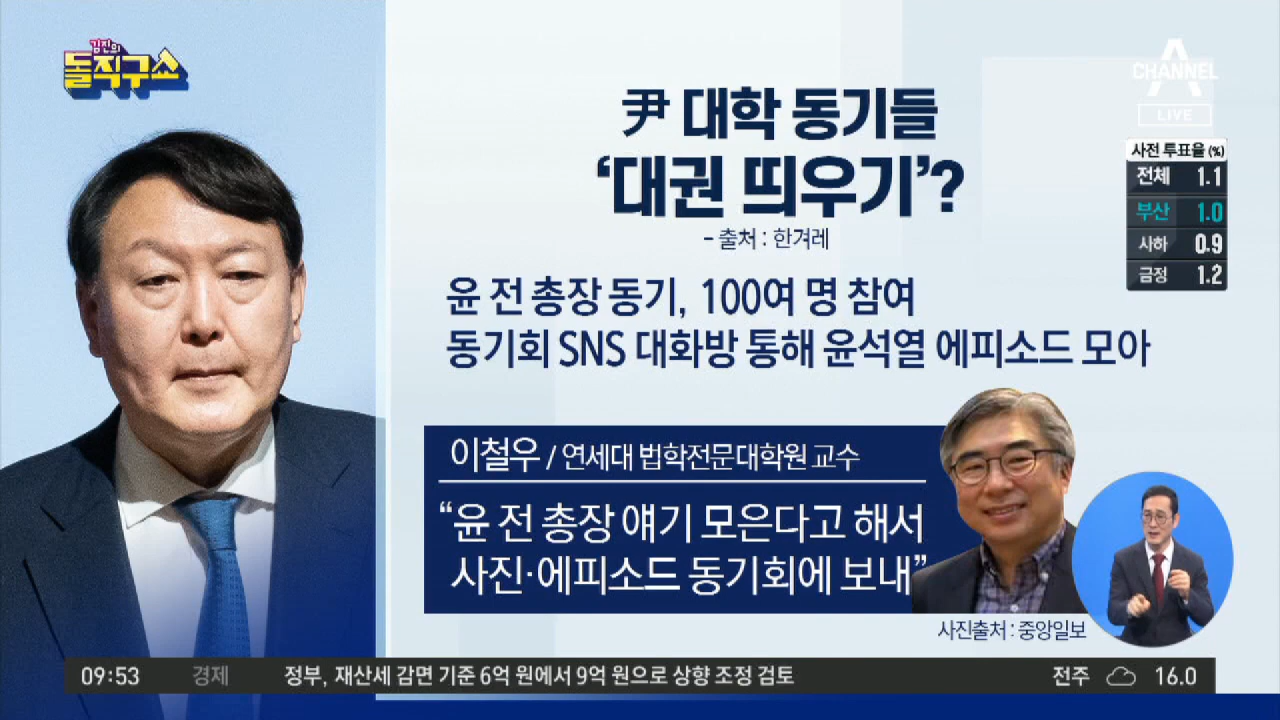 김진의
돌직구쇼
CHANNEL A
LIVE
尹 대학 동기들
‘대권 띄우기’?
- 출처 : 한겨레
사전 투표율 (%)
전체 1.1
부산 1.0
사하 0.9
금정 1.2
윤 전 총장 동기, 100여 명 참여
동기회 SNS 대화방 통해 윤석열 에피소드 모아
이철우 / 연세대 법학전문대학원 교수
“윤 전 총장 얘기 모은다고 해서
사진·에피소드 동기회에 보내”
사진출처 : 중앙일보
09:53 경제 정부, 재산세 감면 기준 6억 원에서 9억 원으로 상향 조정 검토 전주 16.0